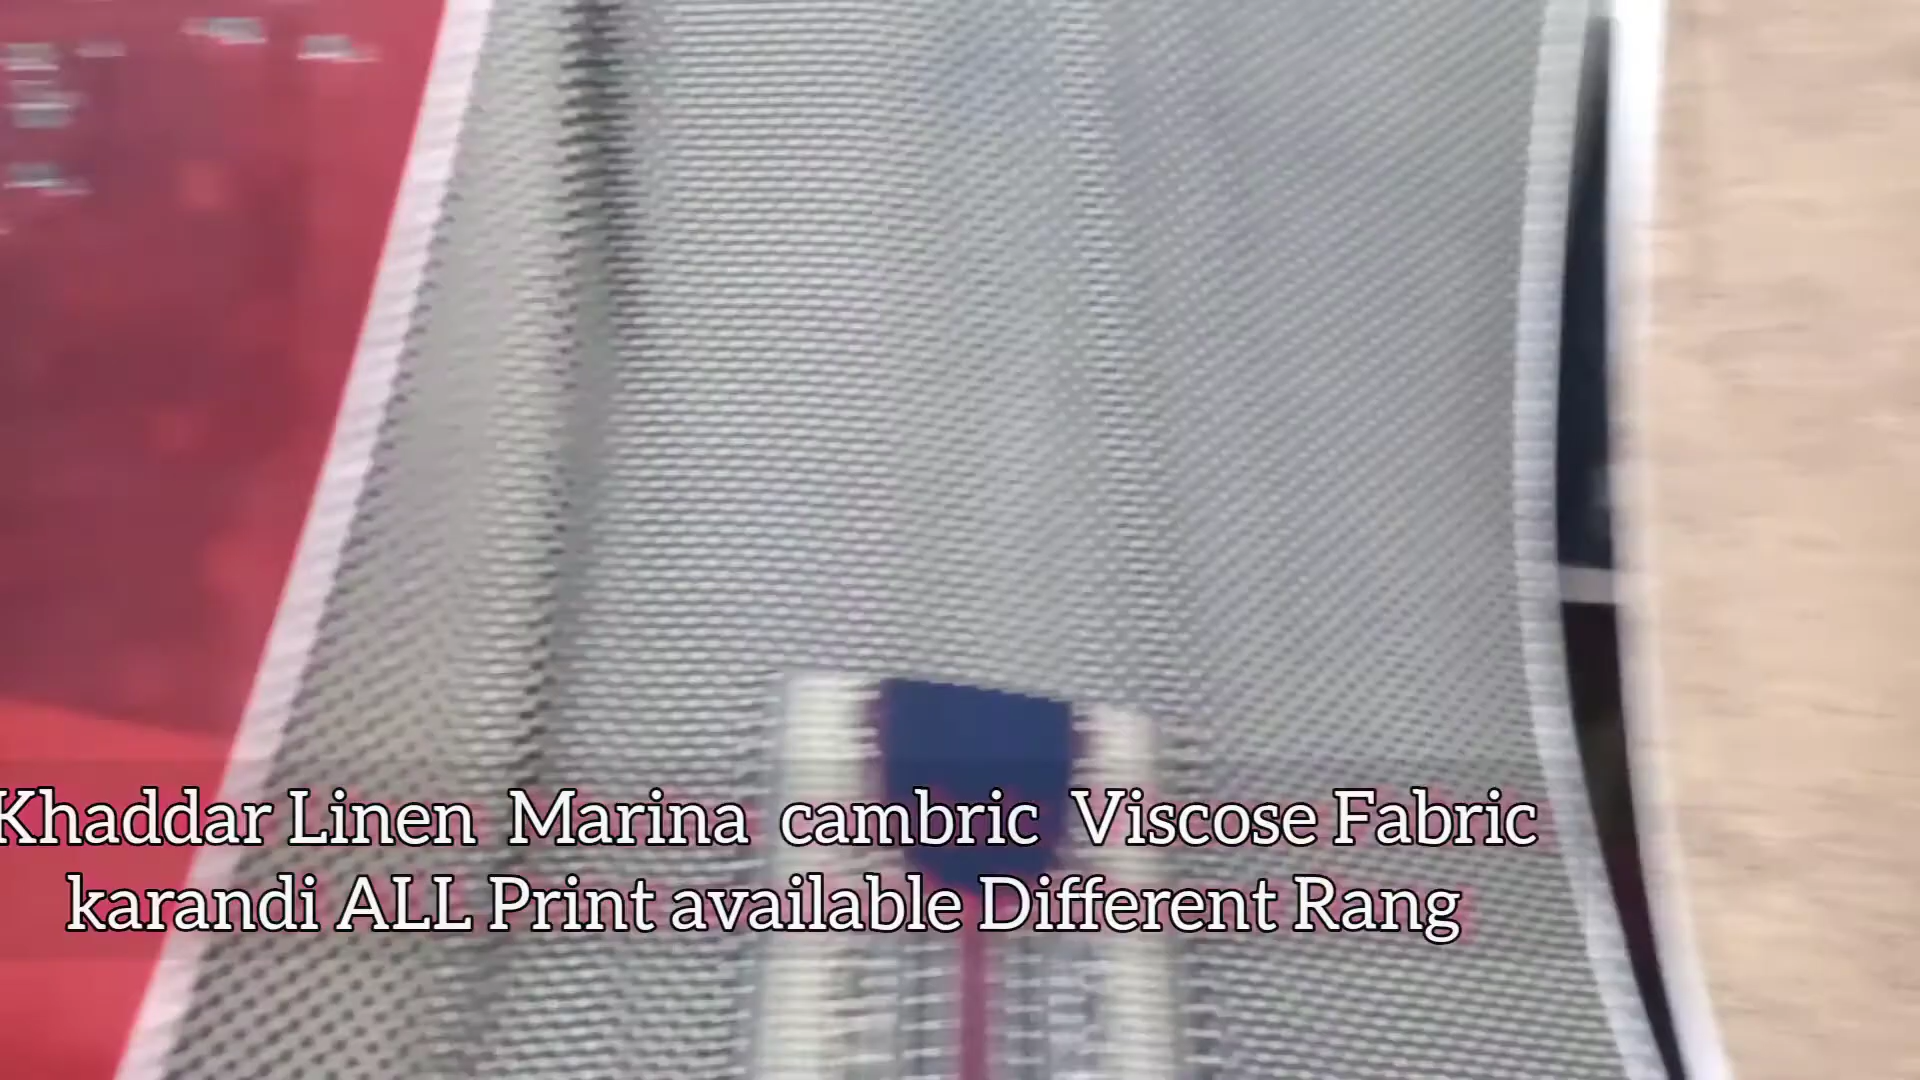 Khaddar Linen Marina cambric Viscose Fabric
karandi ALL Print available Different Rang